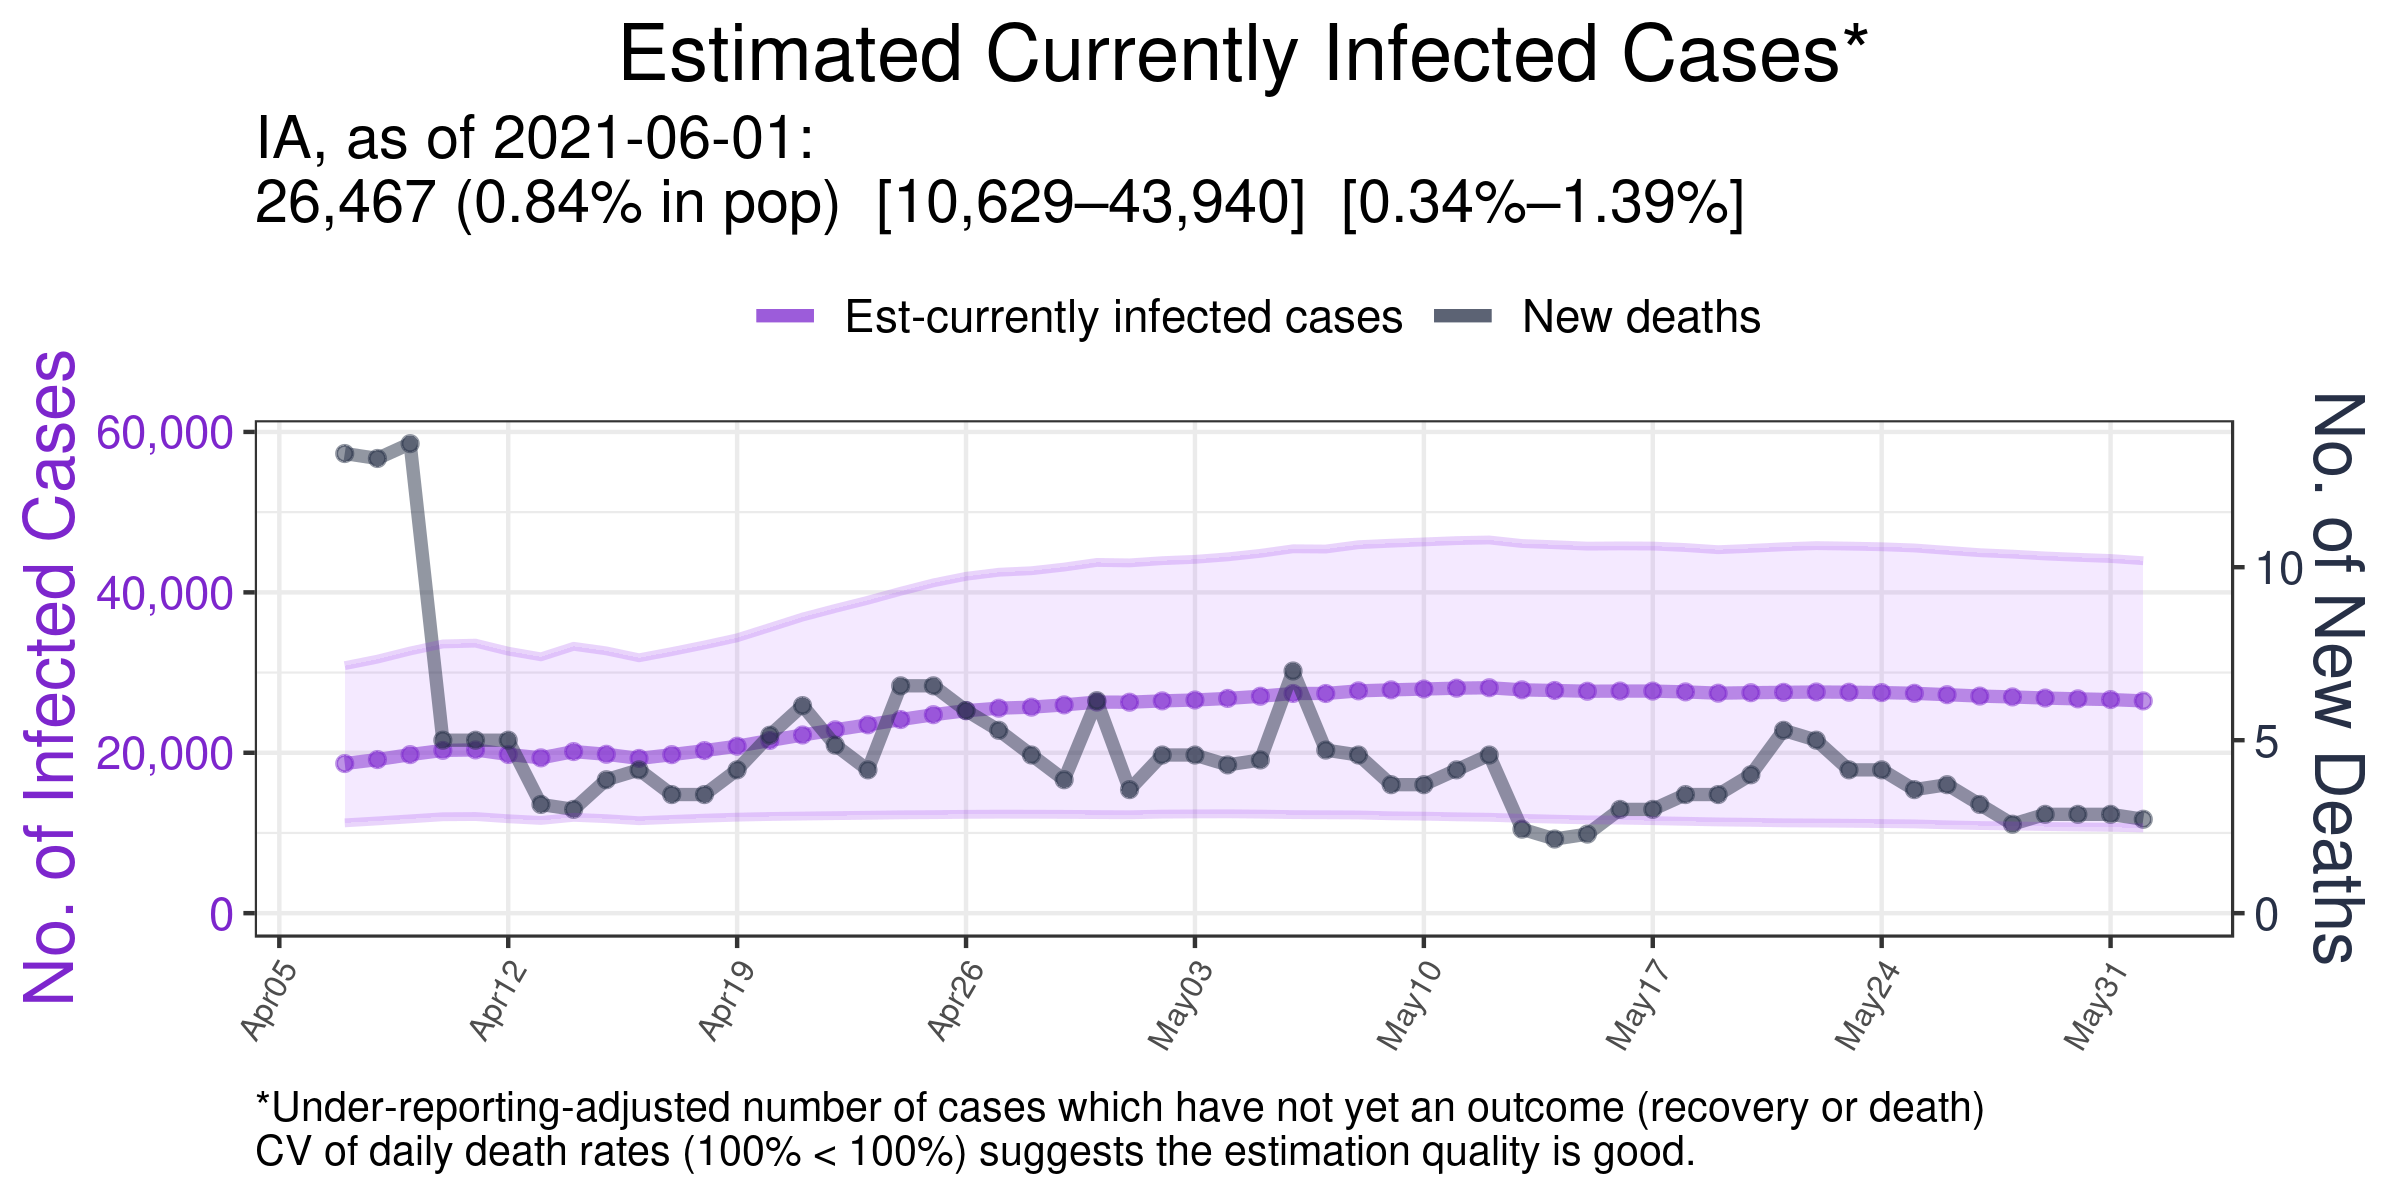 Estimated Currently Infected Cases*
IA, as of 2021-06-01:
26,467 (0.84% in pop)  [10,629–43,940]  [0.34%–1.39%]
Est-currently infected cases
New deaths
No. of Infected Cases
60,000
40,000
20,000
0
No. of New Deaths
10
5
0
Apr05
Apr12
Apr19
Apr26
May03
May10
May17
May24
May31
*Under-reporting-adjusted number of cases which have not yet an outcome (recovery or death)
CV of daily death rates (100% < 100%) suggests the estimation quality is good.